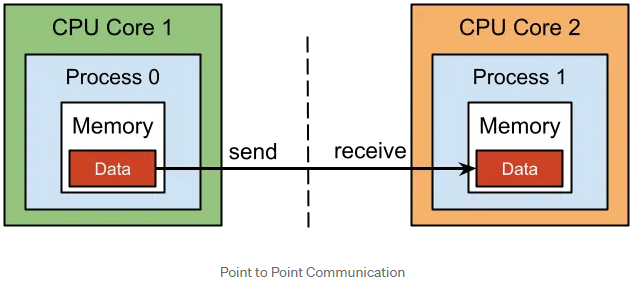 CPU Core 1
Process 0
Memory
Data
send
receive
CPU Core 2
Process 1
Memory
Data
Point to Point Communication